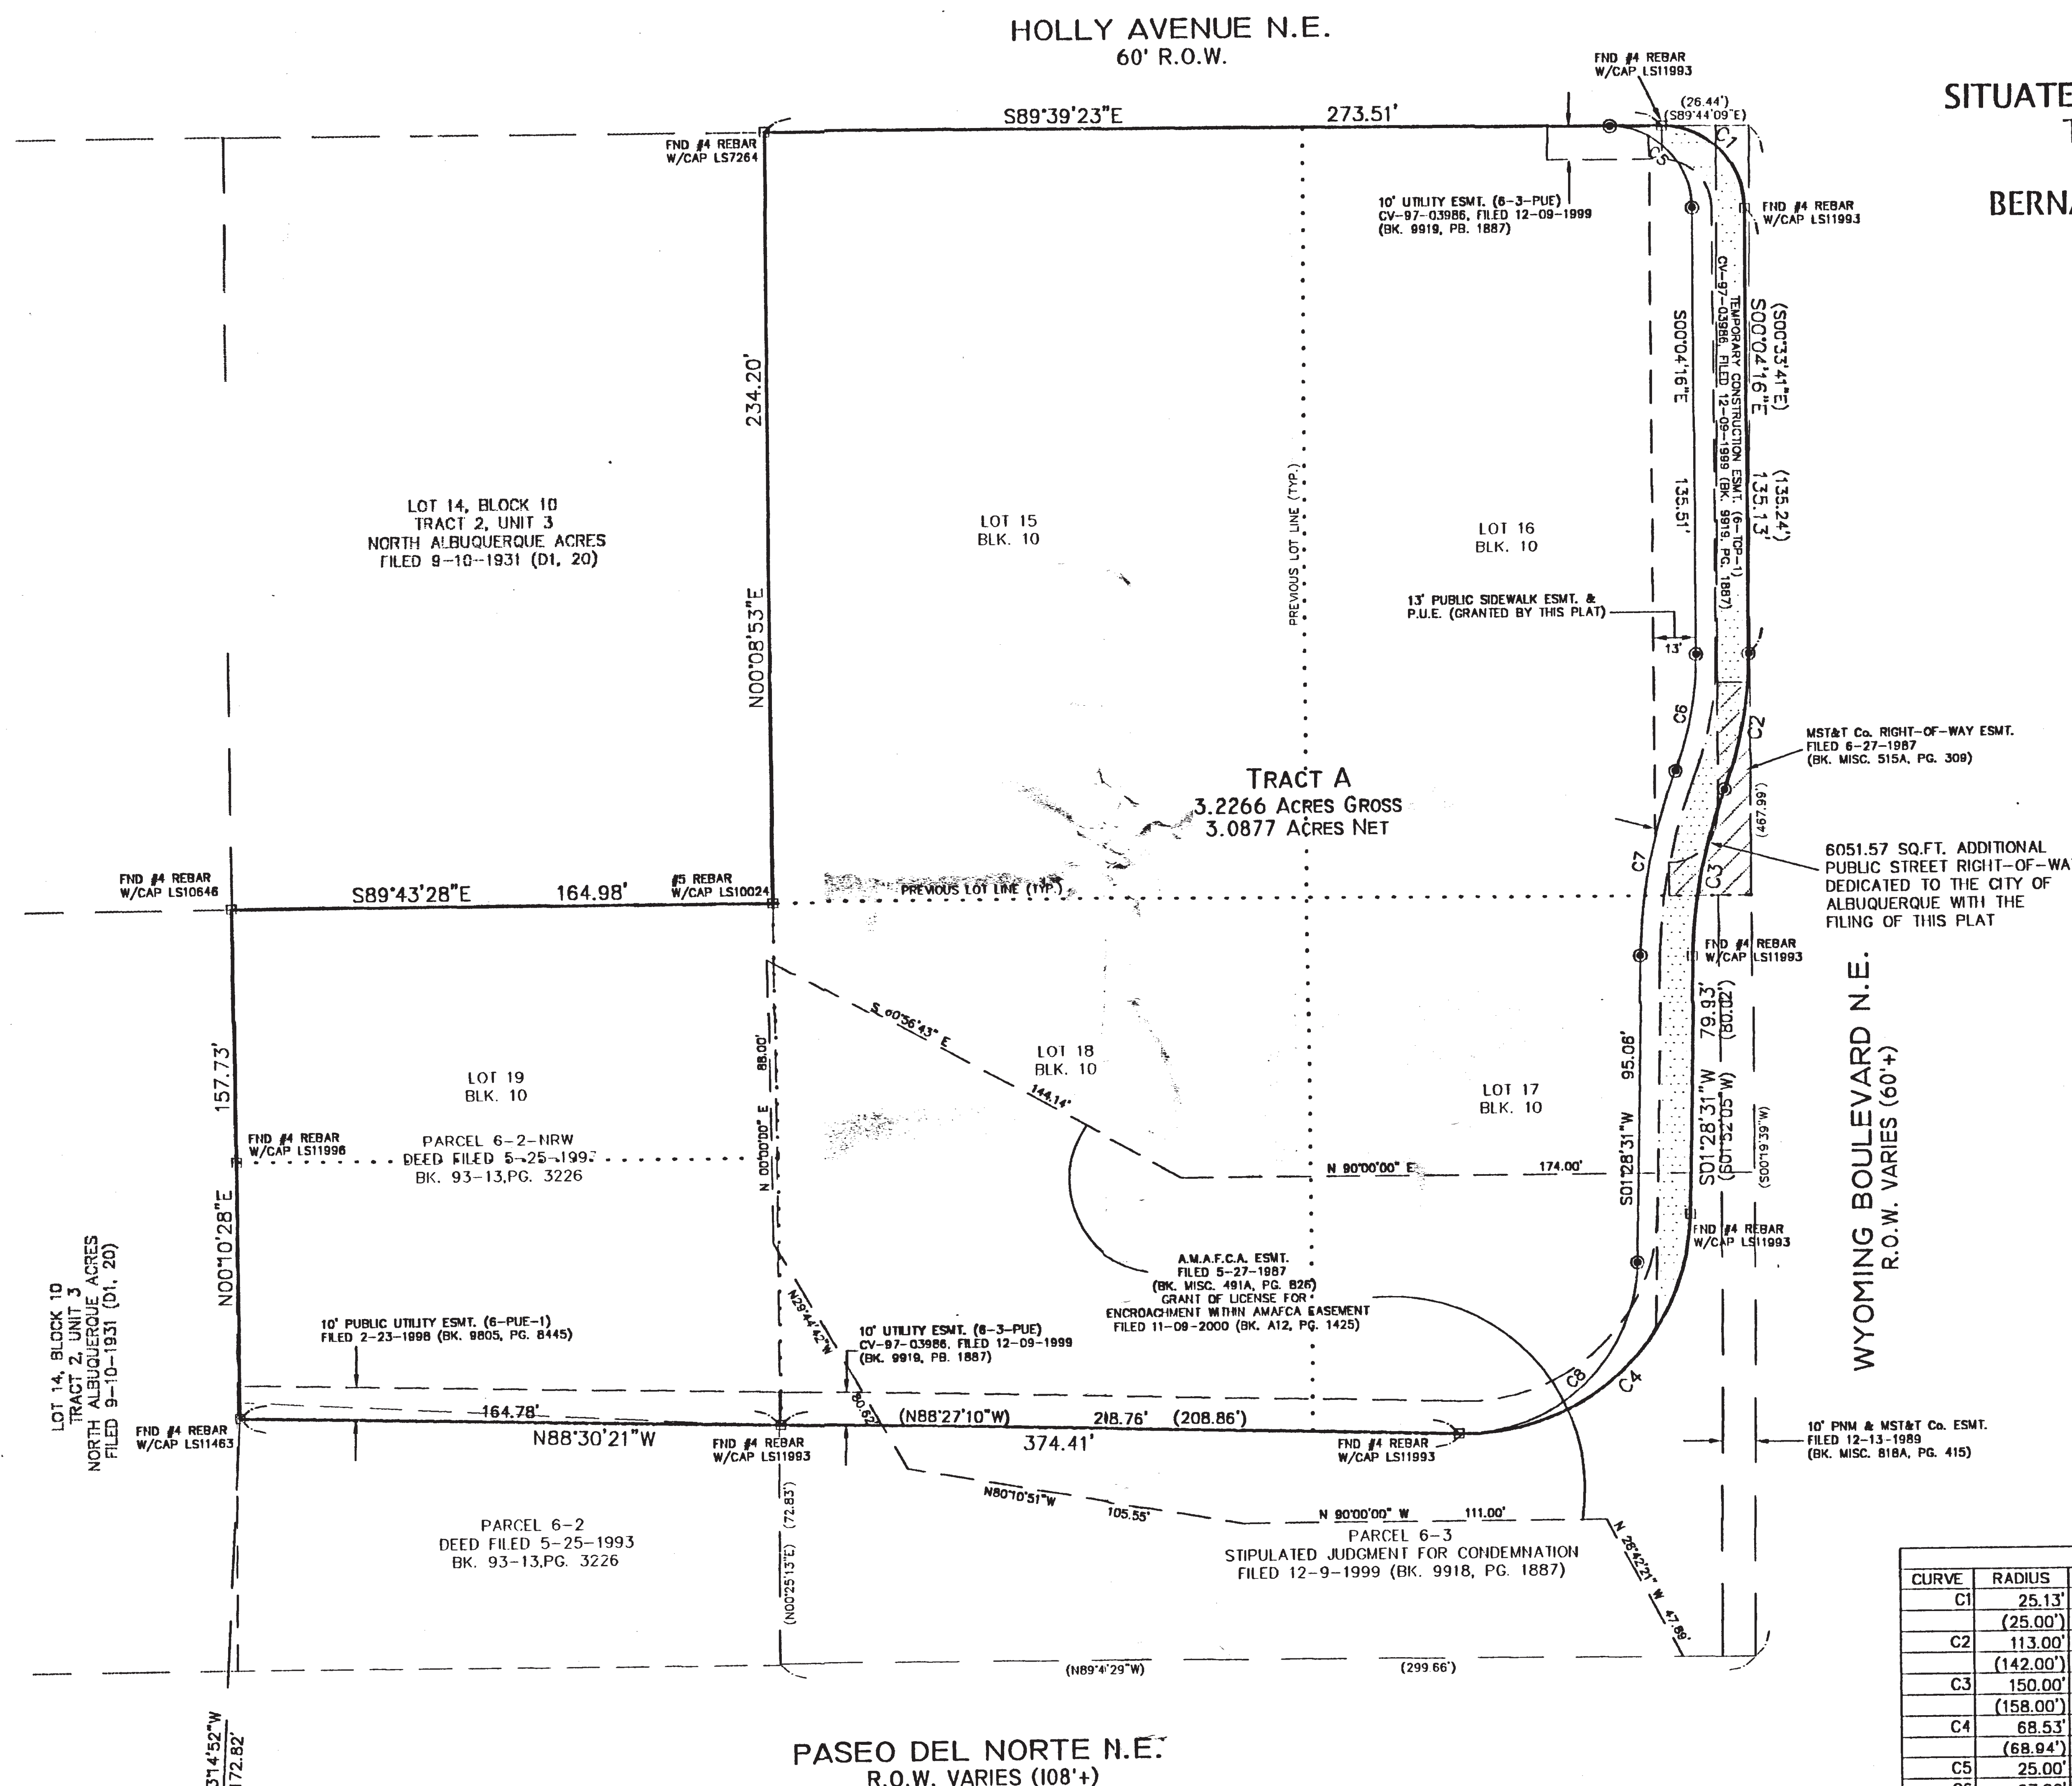 HOLLY AVENUE N.E.
60' R.O.W.
SITUATE
BERNA
FND #4 REBAR
W/CAP LS11993
(26.44')
(S89°44'09"E)
S89°39'23"E 273.51'
FND #4 REBAR
W/CAP LS7264
C1
C5
10' UTILITY ESMT. (6-3-PUE)
CV-97-03986, FILED 12-09-1999
(BK. 9919, PB. 1887)
FND #4 REBAR
W/CAP LS11993
234.20'
N00°08'53"E
S00°04'16"E
135.51'
TEMPORARY CONSTRUCTION ESMT. (6-TCP-1)
CV-97-03986, FILED 12-09-1999 (BK. 9919, PG. 1887)
(S00°33'41"E) (135.24')
S00°04'16"E 135.13'
LOT 14, BLOCK 10
TRACT 2, UNIT 3
NORTH ALBUQUERQUE ACRES
FILED 9-10-1931 (D1, 20)
LOT 15
BLK. 10
PREVIOUS LOT LINE (TYP.)
LOT 16
BLK. 10
13' PUBLIC SIDEWALK ESMT. &
P.U.E. (GRANTED BY THIS PLAT)
13'
C6
C2
MST&T Co. RIGHT-OF-WAY ESMT.
FILED 6-27-1987
(BK. MISC. 515A, PG. 309)
TRACT A
3.2266 ACRES GROSS
3.0877 ACRES NET
(467.99')
C7
C3
6051.57 SQ.FT. ADDITIONAL
PUBLIC STREET RIGHT-OF-WA
DEDICATED TO THE CITY OF
ALBUQUERQUE WITH THE
FILING OF THIS PLAT
FND #4 REBAR
W/CAP LS10646
S89°43'28"E 164.98'
#5 REBAR
W/CAP LS10024
PREVIOUS LOT LINE (TYP.)
FND #4 REBAR
W/CAP LS11993
S 60°56'43" E
144.14'
88.00'
N 00°00'00" E
LOT 18
BLK. 10
LOT 19
BLK. 10
LOT 17
BLK. 10
157.73'
N00°10'28"E
FND #4 REBAR
W/CAP LS11996
PARCEL 6-2-NRW
DEED FILED 5-25-199
BK. 93-13,PG. 3226
N 90°00'00" E 174.00'
S01°28'31"W 95.06'
S01°28'31"W 79.93'
(S01°52'05"W) (80.02')
(S00°19'39"W)
WYOMING BOULEVARD N.E.
R.O.W. VARIES (60'+)
FND #4 REBAR
W/CAP LS11993
A.M.A.F.C.A. ESMT.
FILED 5-27-1987
(BK. MISC. 491A, PG. 826)
GRANT OF LICENSE FOR
ENCROACHMENT WITHIN AMAFCA EASEMENT
FILED 11-09-2000 (BK. A12, PG. 1425)
LOT 14, BLOCK 10
TRACT 2, UNIT 3
NORTH ALBUQUERQUE ACRES
FILED 9-10-1931 (D1, 20)
10' PUBLIC UTILITY ESMT. (6-PUE-1)
FILED 2-23-1998 (BK. 9805, PG. 8445)
N29°44'42"W
80.62'
10' UTILITY ESMT. (6-3-PUE)
CV-97-03986, FILED 12-09-1999
(BK. 9919, PB. 1887)
C8
C4
164.78' (N88°27'10"W) 218.76' (208.86')
N88°30'21"W 374.41'
FND #4 REBAR
W/CAP LS11463
FND #4 REBAR
W/CAP LS11993
FND #4 REBAR
W/CAP LS11993
10' PNM & MST&T Co. ESMT.
FILED 12-13-1989
(BK. MISC. 818A, PG. 415)
N80°10'51"W 105.55'
N 90°00'00" W 111.00'
(N00°25'13"E) (72.83')
PARCEL 6-2
DEED FILED 5-25-1993
BK. 93-13,PG. 3226
PARCEL 6-3
STIPULATED JUDGMENT FOR CONDEMNATION
FILED 12-9-1999 (BK. 9918, PG. 1887)
N 26°42'21" W 47.89'
(299.66')
3°14'52"W
172.82'
PASEO DEL NORTE N.E.
R.O.W. VARIES (108'+)
CURVE RADIUS
C1 25.13'
(25.00')
C2 113.00'
(142.00')
C3 150.00'
(158.00')
C4 68.53'
(68.94')
C5 25.00'